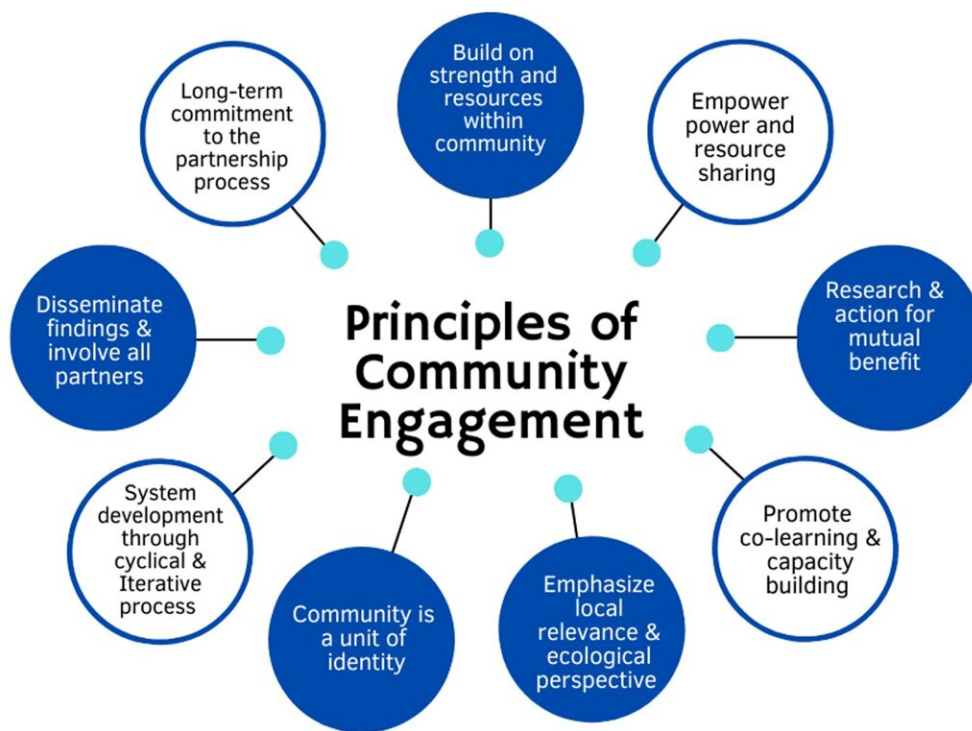 Build on
strength and
resources
within
community
Empower
power and
resource
sharing
Research &
action for
mutual
benefit
Promote
co-learning &
capacity
building
Emphasize
local
relevance &
ecological
perspective
Community is
a unit of
identity
System
development
through
cyclical &
Iterative
process
Disseminate
findings &
involve all
partners
Long-term
commitment
to the
partnership
process
Principles of
Community
Engagement